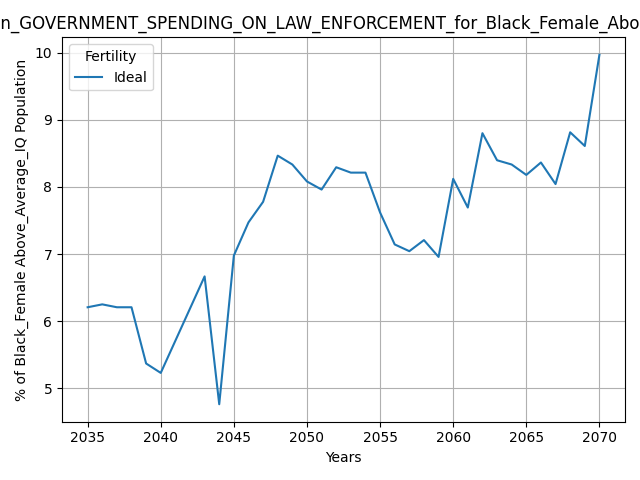 n_GOVERNMENT_SPENDING_ON_LAW_ENFORCEMENT_for_Black_Female_Abo
Fertility
Ideal
% of Black_Female Above_Average_IQ Population
10
9
8
7
6
5
2035 2040 2045 2050 2055 2060 2065 2070
Years